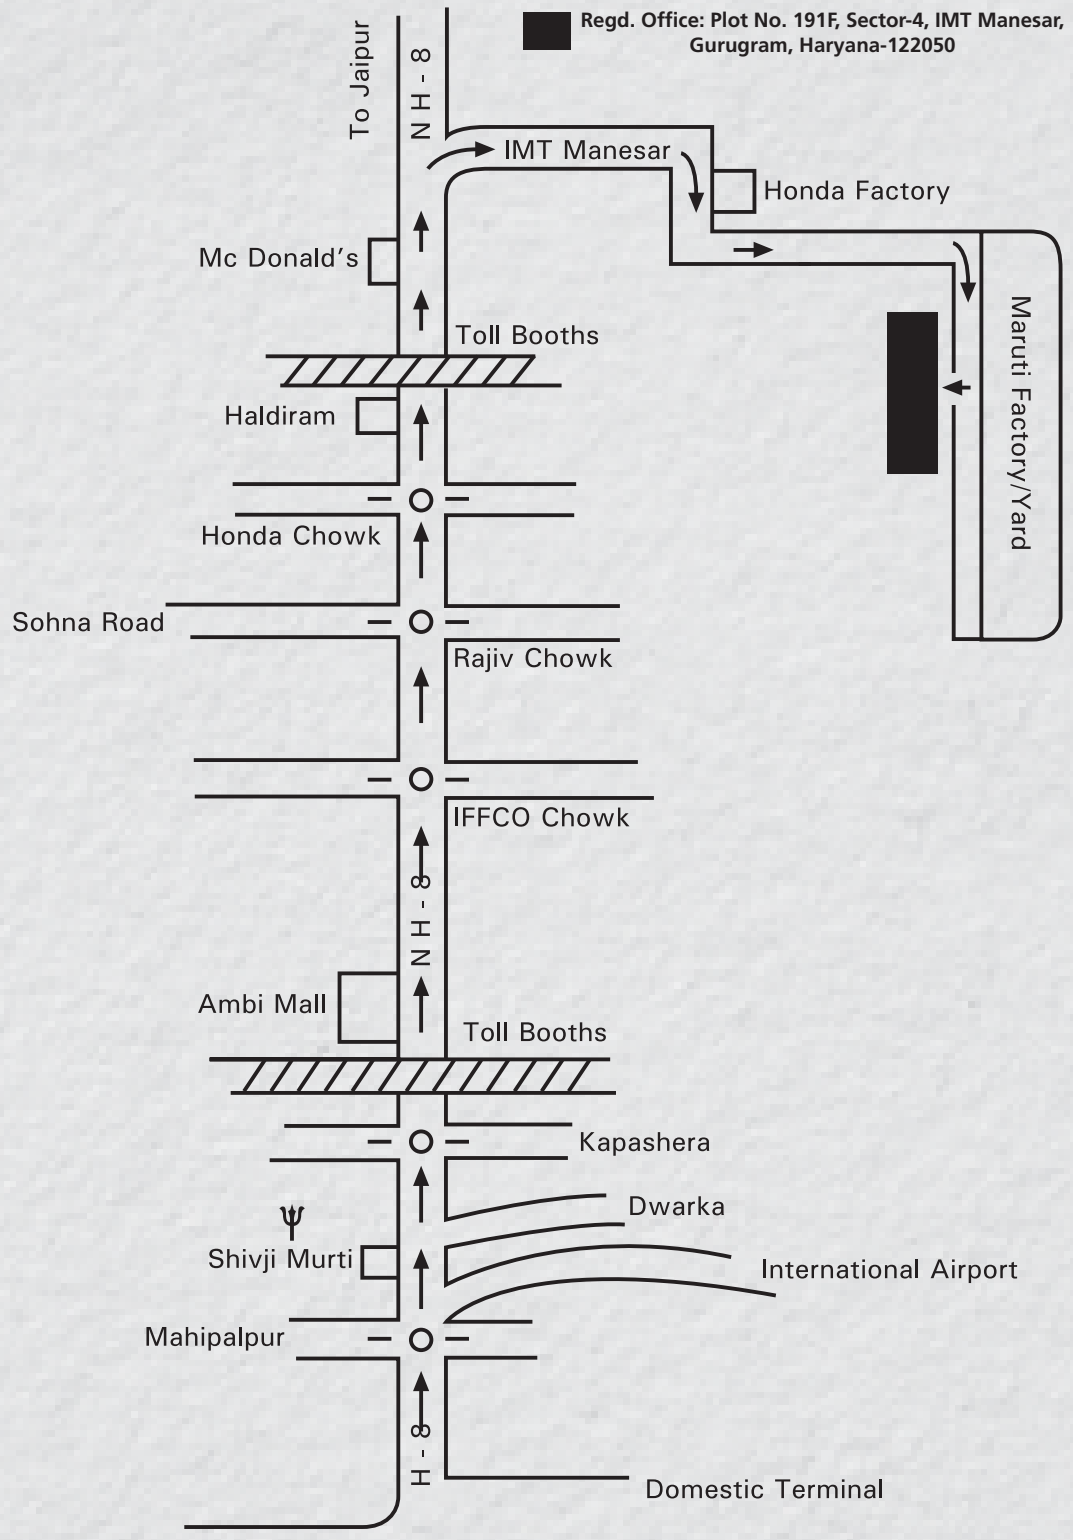 Regd. Office: Plot No. 191F, Sector-4, IMT Manesar,
Gurugram, Haryana-122050
To Jaipur
NH-8
IMT Manesar
Honda Factory
Mc Donald's
Maruti Factory/Yard
Toll Booths
Haldiram
Honda Chowk
Sohna Road
Rajiv Chowk
IFFCO Chowk
NH-8
Ambi Mall
Toll Booths
Kapashera
Dwarka
Shivji Murti
International Airport
Mahipalpur
H-8
Domestic Terminal